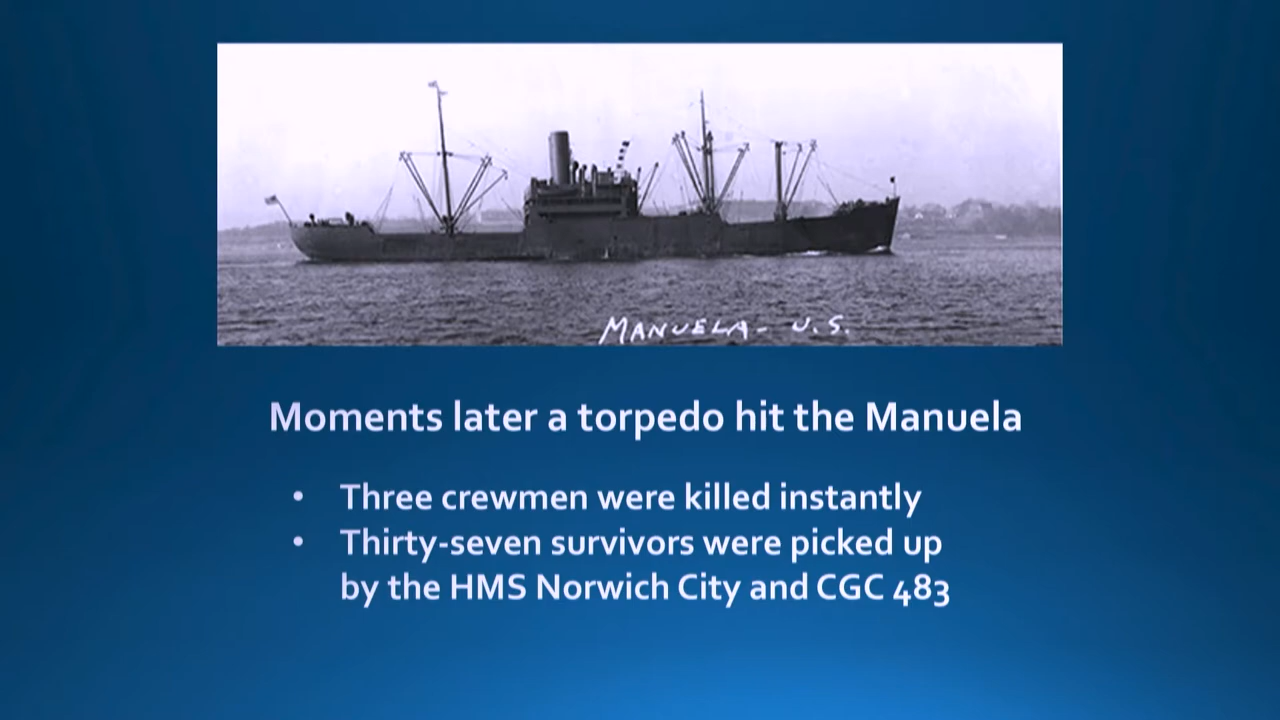 MANUELA - U.S.
Moments later a torpedo hit the Manuela
• Three crewmen were killed instantly
• Thirty-seven survivors were picked up
by the HMS Norwich City and CGC 483